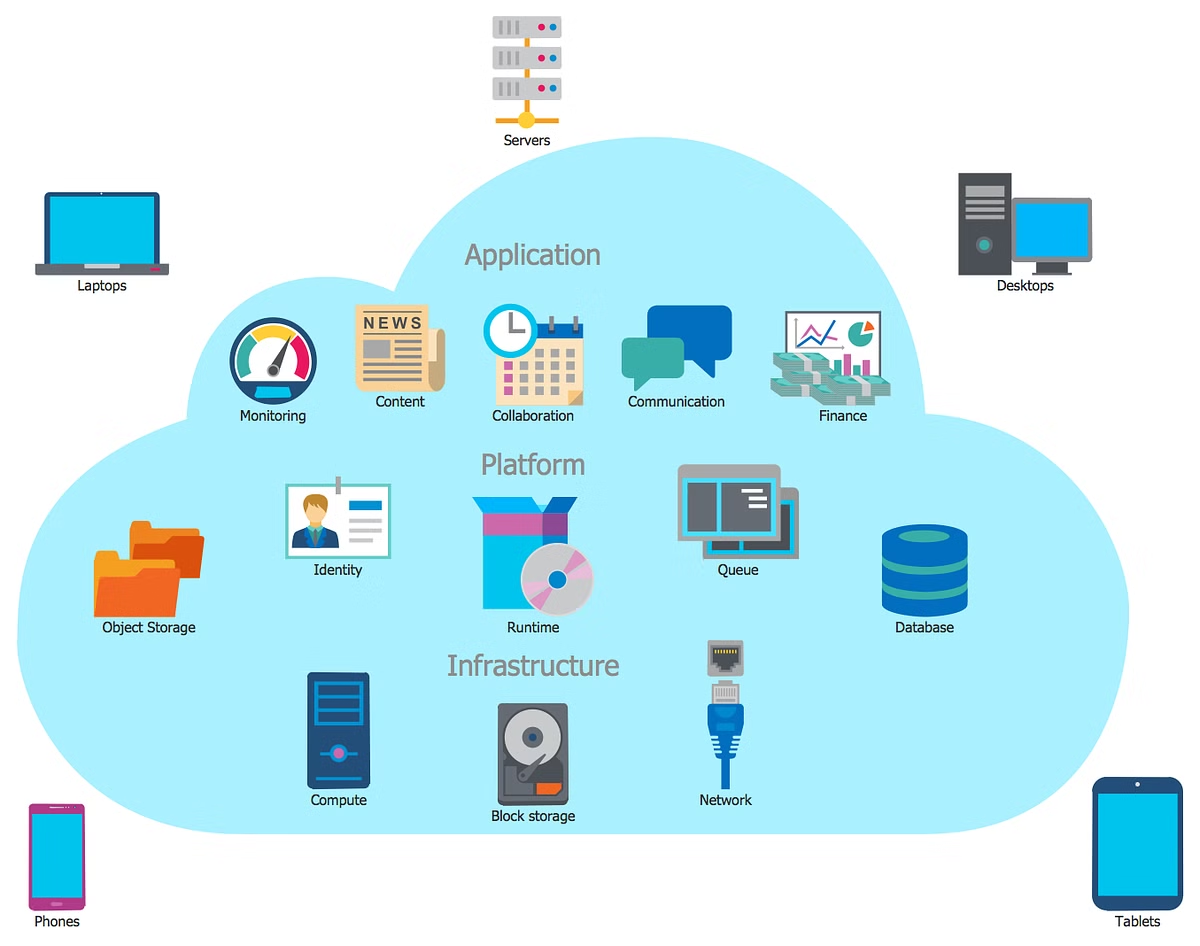 Servers
Laptops
Desktops
Application
NEWS
Monitoring
Content
Collaboration
Communication
Finance
Platform
Identity
Queue
Object Storage
Runtime
Database
Infrastructure
Compute
Block storage
Network
Phones
Tablets